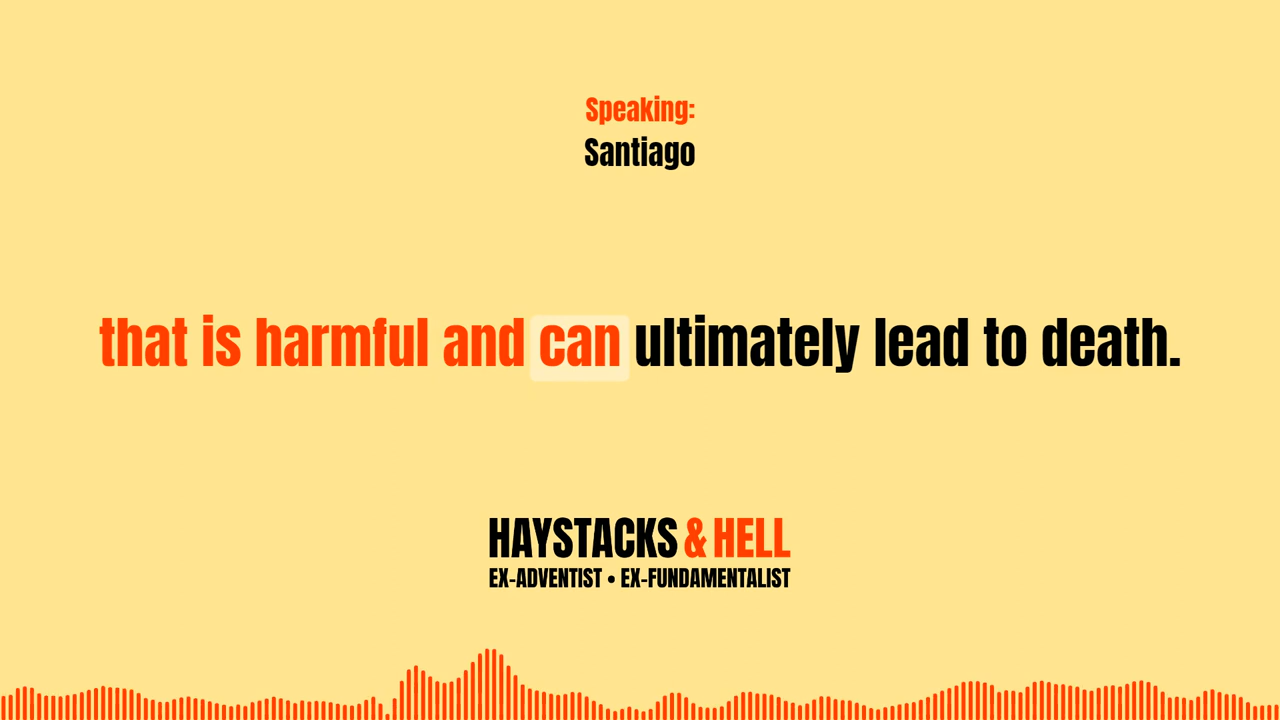 Speaking:
Santiago
that is harmful and can ultimately lead to death.
HAYSTACKS & HELL
EX-ADVENTIST • EX-FUNDAMENTALIST